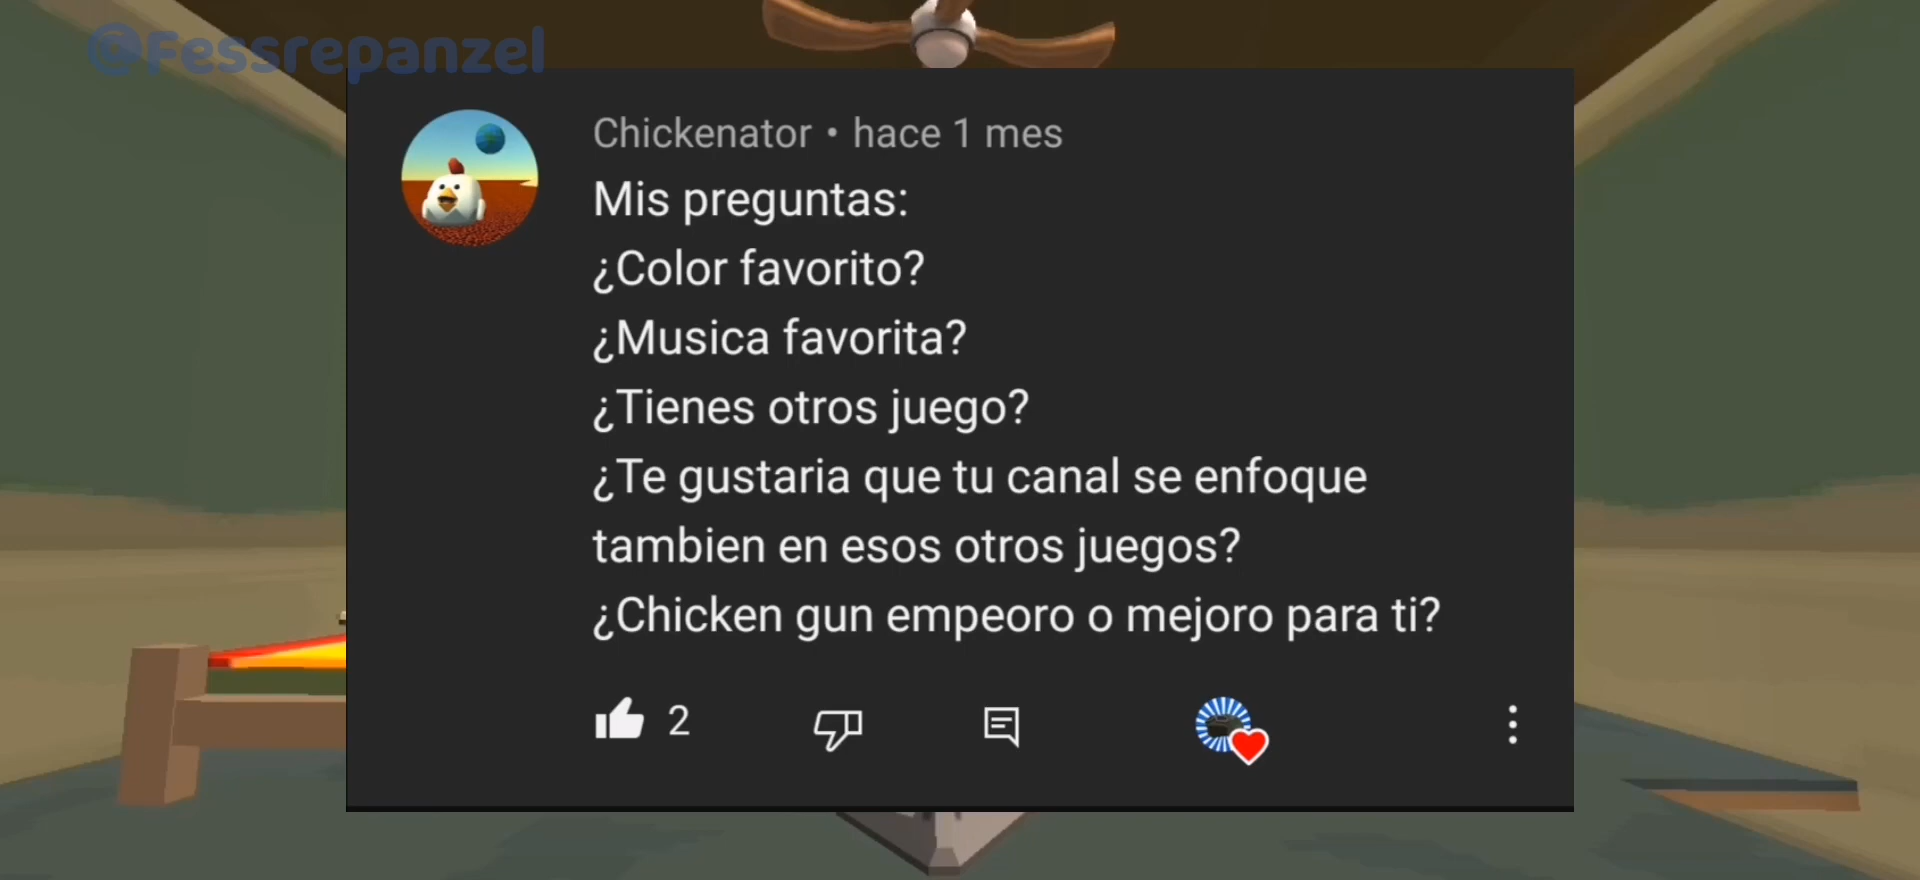 @Fessrepanzel
Chickenator • hace 1 mes
Mis preguntas:
¿Color favorito?
¿Musica favorita?
¿Tienes otros juego?
¿Te gustaria que tu canal se enfoque
tambien en esos otros juegos?
¿Chicken gun empeoro o mejoro para ti?
2